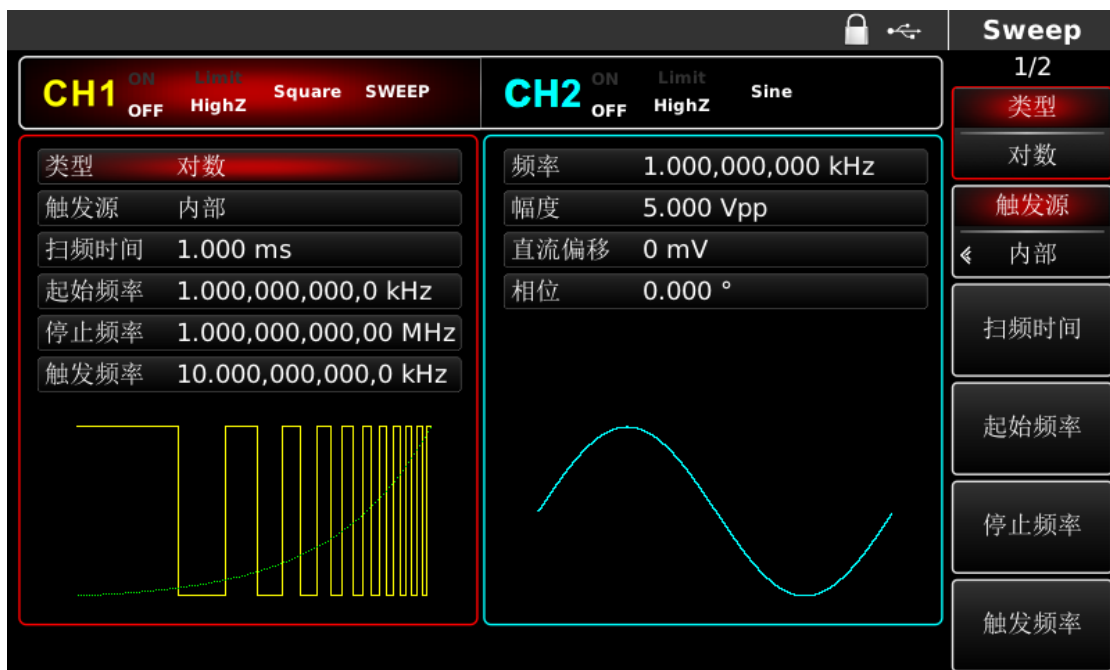 Sweep
1/2
CH1 ON OFF Limit HighZ Square SWEEP
CH2 ON OFF Limit HighZ Sine
类型 对数
触发源 内部
扫频时间 1.000 ms
起始频率 1.000,000,000,0 kHz
停止频率 1.000,000,000,00 MHz
触发频率 10.000,000,000,0 kHz
频率 1.000,000,000 kHz
幅度 5.000 Vpp
直流偏移 0 mV
相位 0.000 °
类型
对数
触发源
内部
扫频时间
起始频率
停止频率
触发频率